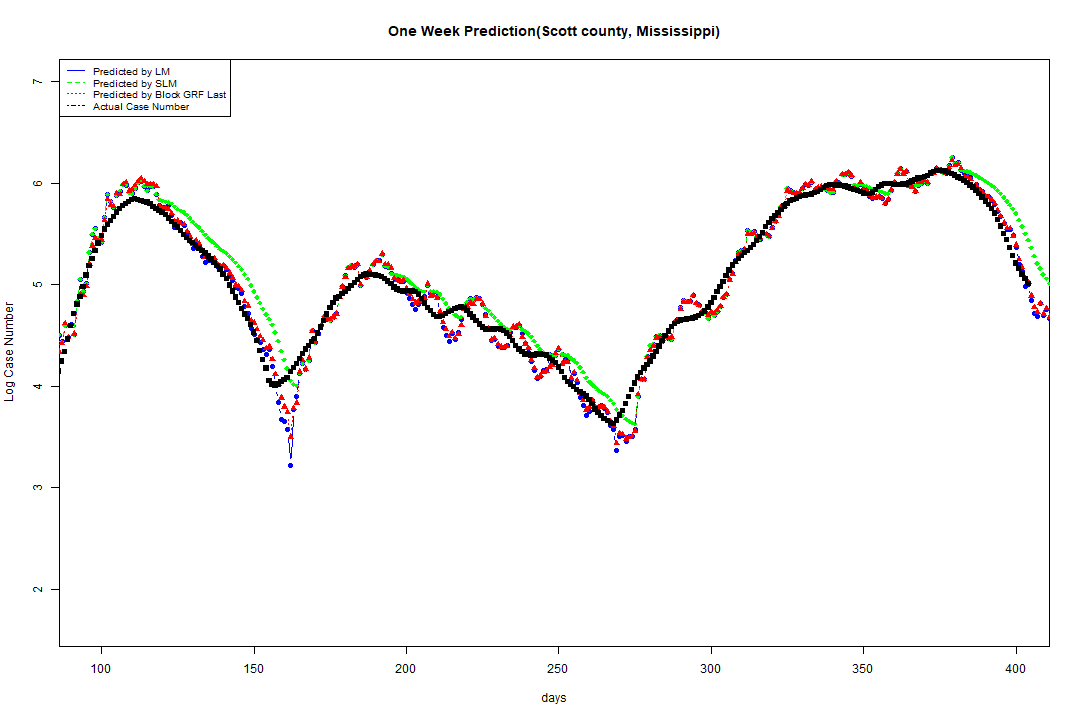 One Week Prediction(Scott county, Mississippi)
Predicted by LM
Predicted by SLM
Predicted by Block GRF Last
Actual Case Number
7
6
5
4
3
2
Log Case Number
100 150 200 250 300 350 400
days